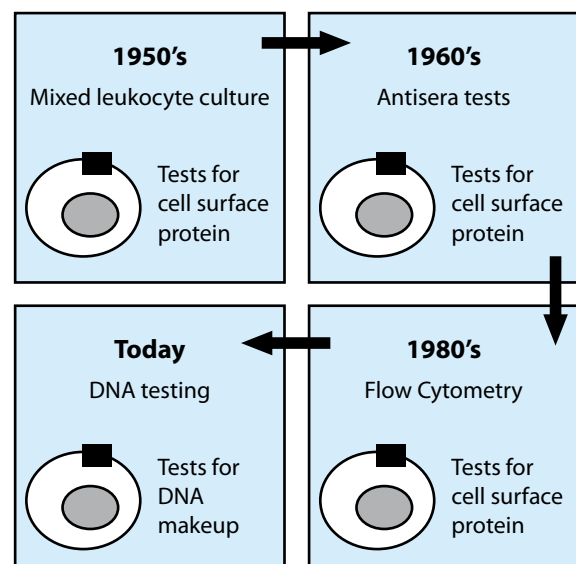 1950's
Mixed leukocyte culture
Tests for
cell surface
protein
1960's
Antisera tests
Tests for
cell surface
protein
Today
DNA testing
Tests for
DNA
makeup
1980's
Flow Cytometry
Tests for
cell surface
protein